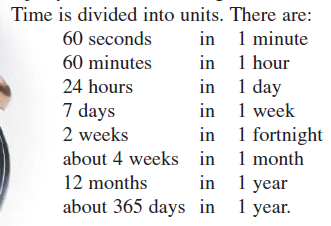 Time is divided into units. There are:
60 seconds in 1 minute
60 minutes in 1 hour
24 hours in 1 day
7 days in 1 week
2 weeks in 1 fortnight
about 4 weeks in 1 month
12 months in 1 year
about 365 days in 1 year.